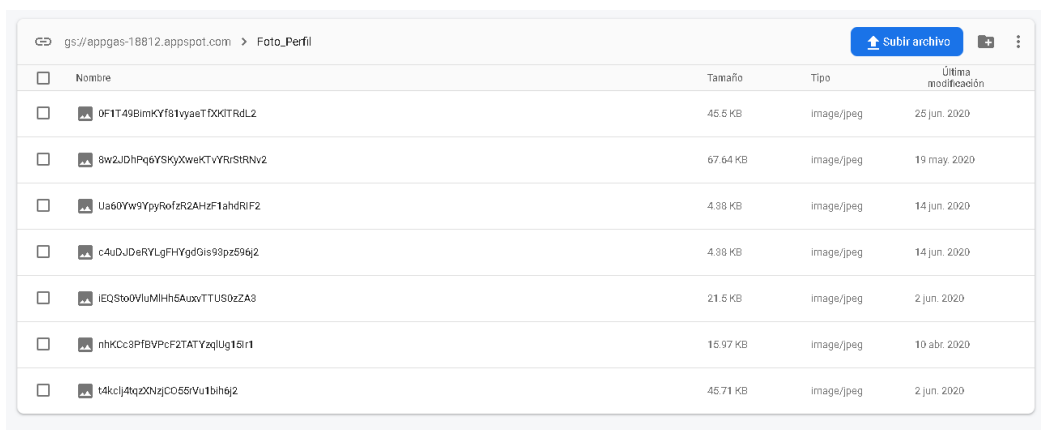 gs://appgas-18812.appspot.com > Foto_Perfil
Subir archivo
Nombre Tamaño Tipo Última modificación
0F1T49BimKYf81vyaeTfXKlTRdL2 45.5 KB image/jpeg 25 jun. 2020
8w2JDhPq6YSKyXweKTvYRrStRNv2 67.64 KB image/jpeg 19 may. 2020
Ua60Yw9YpyRofzR2AHzF1ahdRIF2 4.38 KB image/jpeg 14 jun. 2020
c4uDJDeRYLgFHYgdGis93pz596j2 4.38 KB image/jpeg 14 jun. 2020
iEQSto0VluMlHh5AuxvTTUS0zZA3 21.5 KB image/jpeg 2 jun. 2020
nhKCc3PfBVPcF2TATYzqlUg15Ir1 15.97 KB image/jpeg 10 abr. 2020
t4kclj4tqzXNzjCO55rVu1bih6j2 45.71 KB image/jpeg 2 jun. 2020